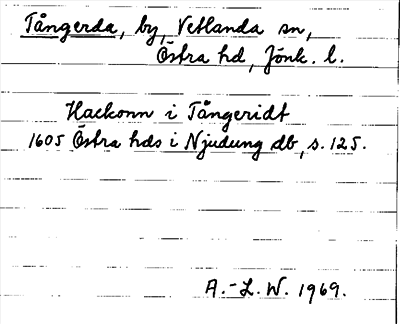 Tångerda, by, Vetlanda sn,
Östra hd, Jönk. l.
Hackonn i Tångeridt
1605 Östra hds i Njudung db, s. 125.
A.-L. W. 1969.